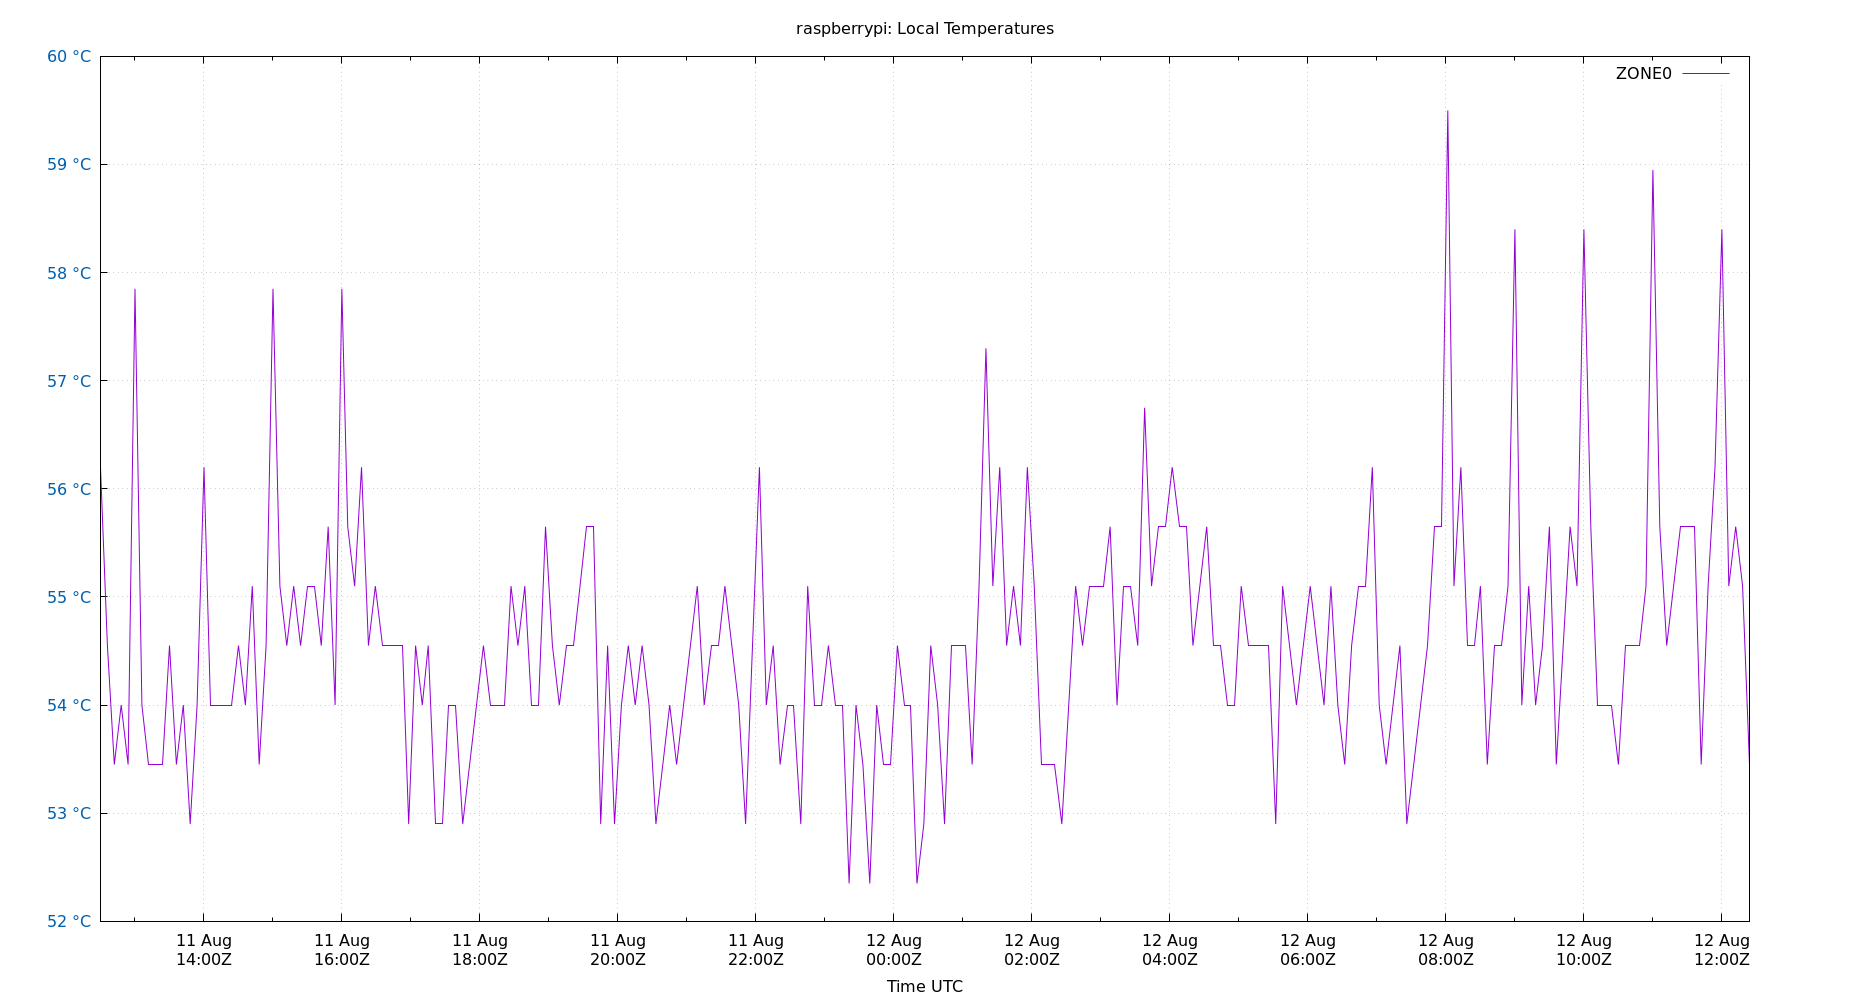 raspberrypi: Local Temperatures
60 °C
ZONE0
59 °C
58 °C
57 °C
56 °C
55 °C
54 °C
53 °C
52 °C
11 Aug 11 Aug 11 Aug 11 Aug 11 Aug 12 Aug 12 Aug 12 Aug 12 Aug 12 Aug 12 Aug 12 Aug
14:00Z 16:00Z 18:00Z 20:00Z 22:00Z 00:00Z 02:00Z 04:00Z 06:00Z 08:00Z 10:00Z 12:00Z
Time UTC